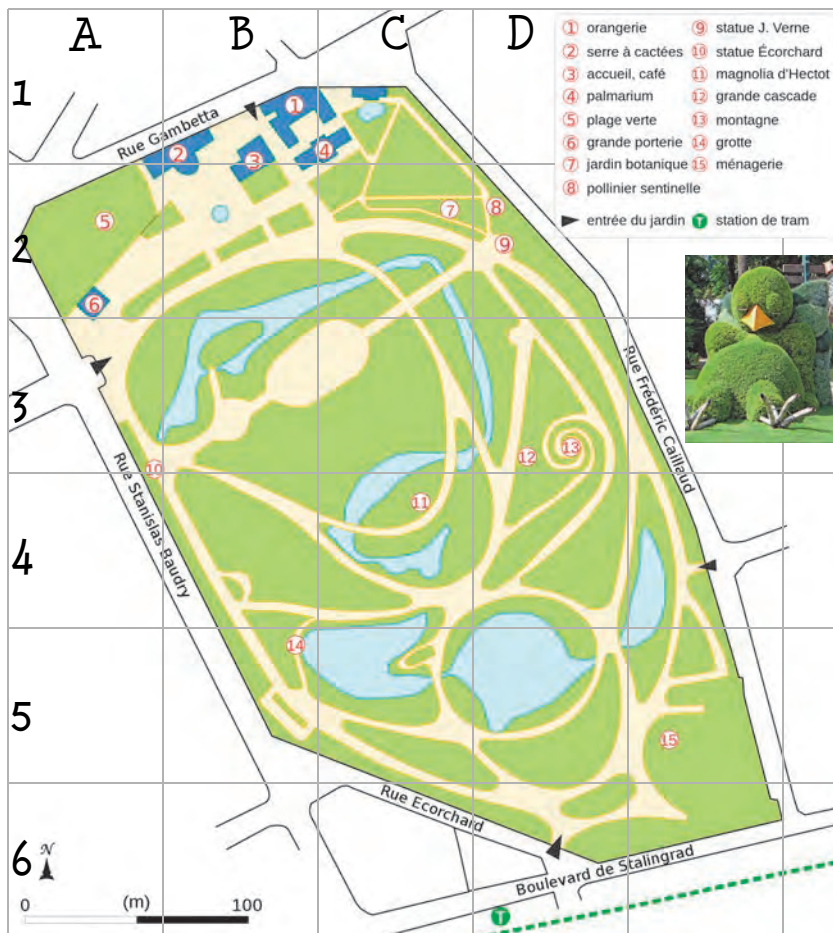 A B C D
1
2
3
4
5
6
① orangerie
② serre à cactées
③ accueil, café
④ palmarium
⑤ plage verte
⑥ grande porterie
⑦ jardin botanique
⑧ pollinier sentinelle
⑨ statue J. Verne
⑩ statue Écorchard
⑪ magnolia d'Hectot
⑫ grande cascade
⑬ montagne
⑭ grotte
⑮ ménagerie
entrée du jardin
T station de tram
Rue Gambetta
1
2
3
4
5
6
7
8
9
Rue Frédéric Caillaud
10
11
12
13
Rue Stanislas Baudry
14
15
Rue Ecorchard
Boulevard de Stalingrad
T
N
0 (m) 100